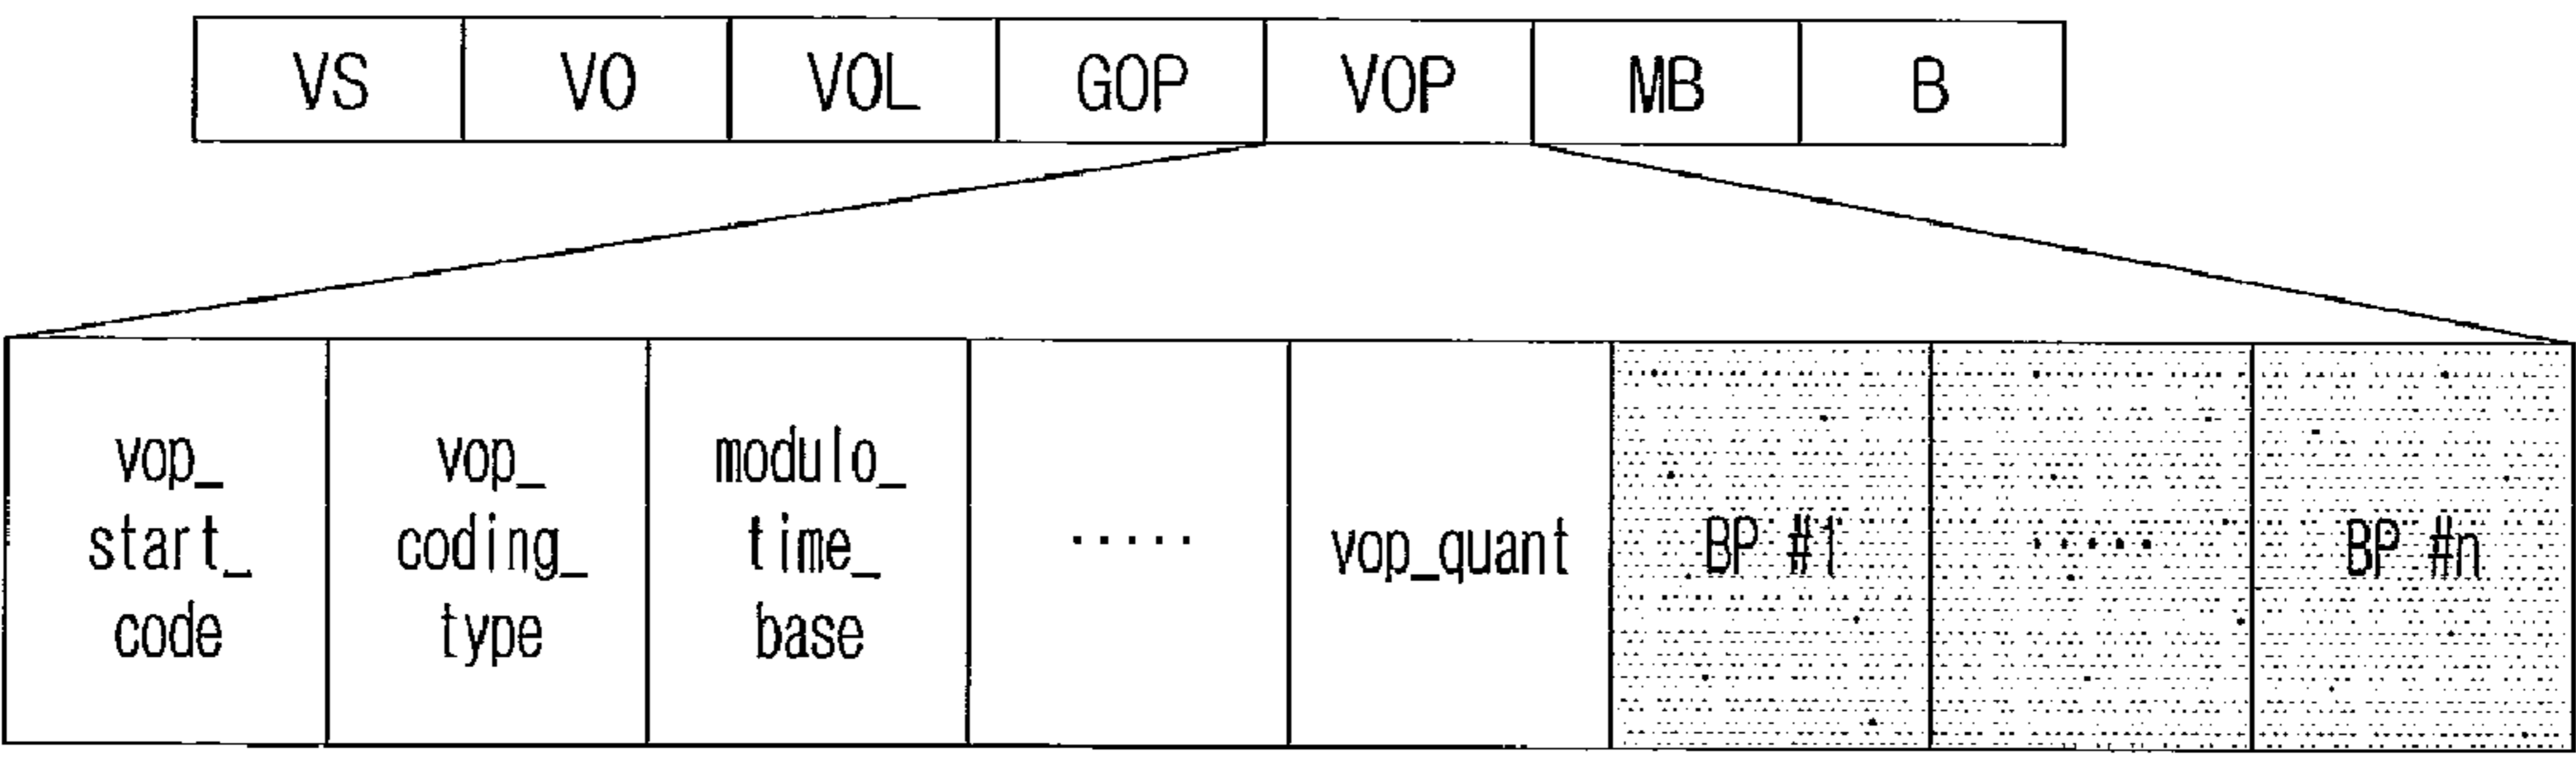 VS VO VOL GOP VOP MB B
vop_
start_
code
vop_
coding_
type
modulo_
time_
base
.....
vop_quant
BP #1
.....
BP #n